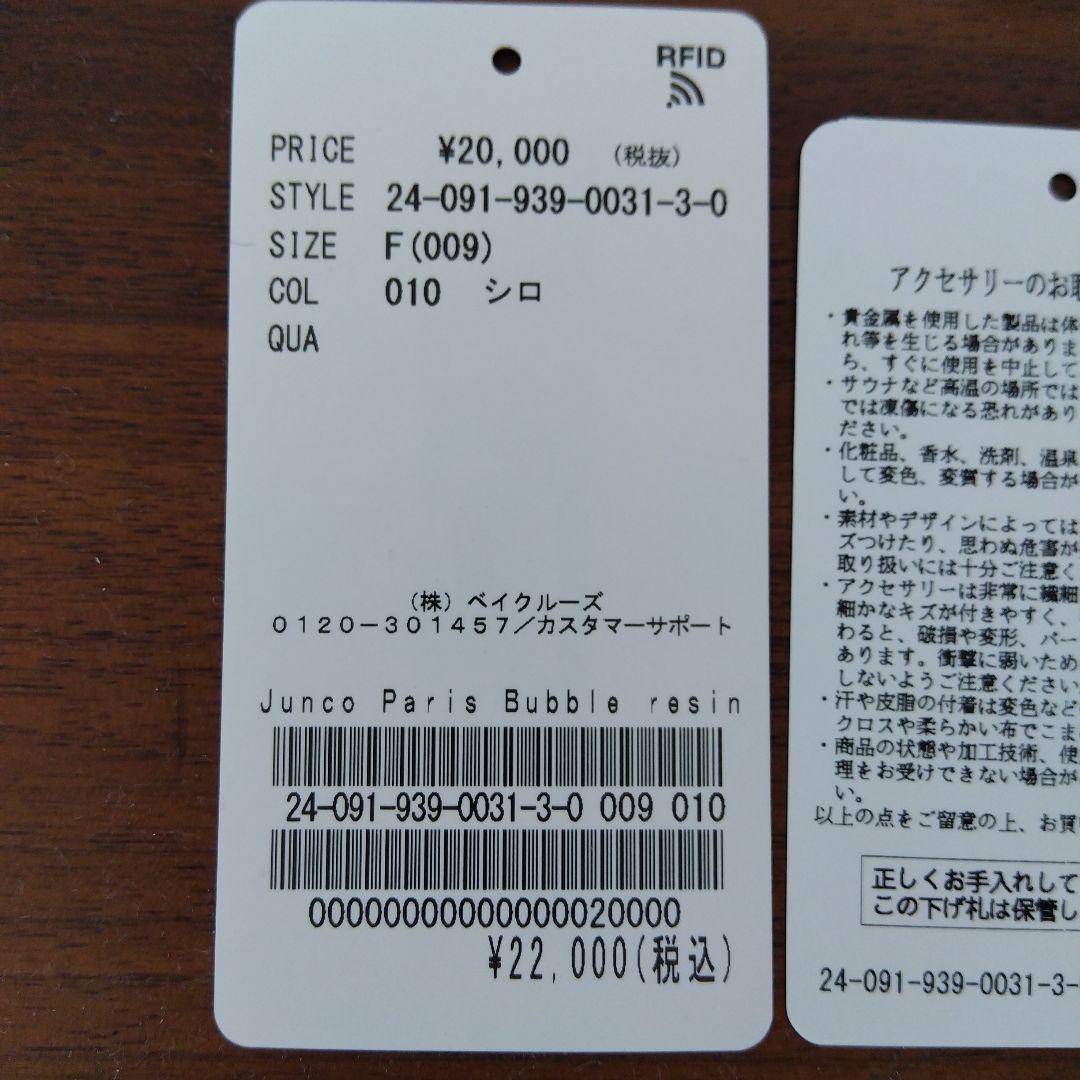 RFID
PRICE ¥20,000 (税抜)
STYLE 24-091-939-0031-3-0
SIZE F(009)
COL 010 シロ
QUA
(株) ベイクルーズ
0120-301457/カスタマーサポート
Junco Paris Bubble resin
24-091-939-0031-3-0 009 010
00000000000000020000
¥22,000(税込)
アクセサリーのお取
・貴金属を使用した製品は体
れ等を生じる場合がありま
ら、すぐに使用を中止して
・サウナなど高温の場所では
では凍傷になる恐れがあり
ださい。
・化粧品、香水、洗剤、温泉
して変色、変質する場合が
い。
・素材やデザインによっては
ズつけたり、思わぬ危害が
取り扱いには十分ご注意く
・アクセサリーは非常に繊細
細かなキズが付きやすく、
わると、破損や変形、パー
あります。衝撃に弱いため
しないようご注意ください
・汗や皮脂の付着は変色など
クロスや柔らかい布でこま
・商品の状態や加工技術、使
理をお受けできない場合が
い。
以上の点をご留意の上、お買
正しくお手入れして
この下げ札は保管し
24-091-939-0031-3-